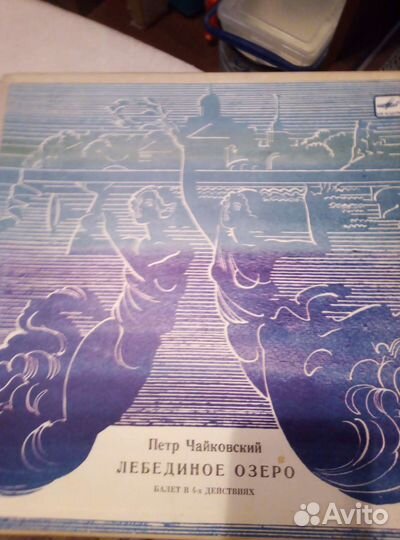 Петр Чайковский
ЛЕБЕДИНОЕ ОЗЕРО
БАЛЕТ В 4-х ДЕЙСТВИЯХ
Avito